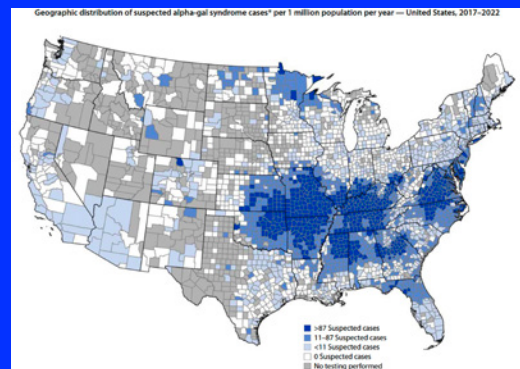 Geographic distribution of suspected alpha-gal syndrome cases* per 1 million population per year — United States, 2017–2022
>87 Suspected cases
11–87 Suspected cases
<11 Suspected cases
0 Suspected cases
No testing performed